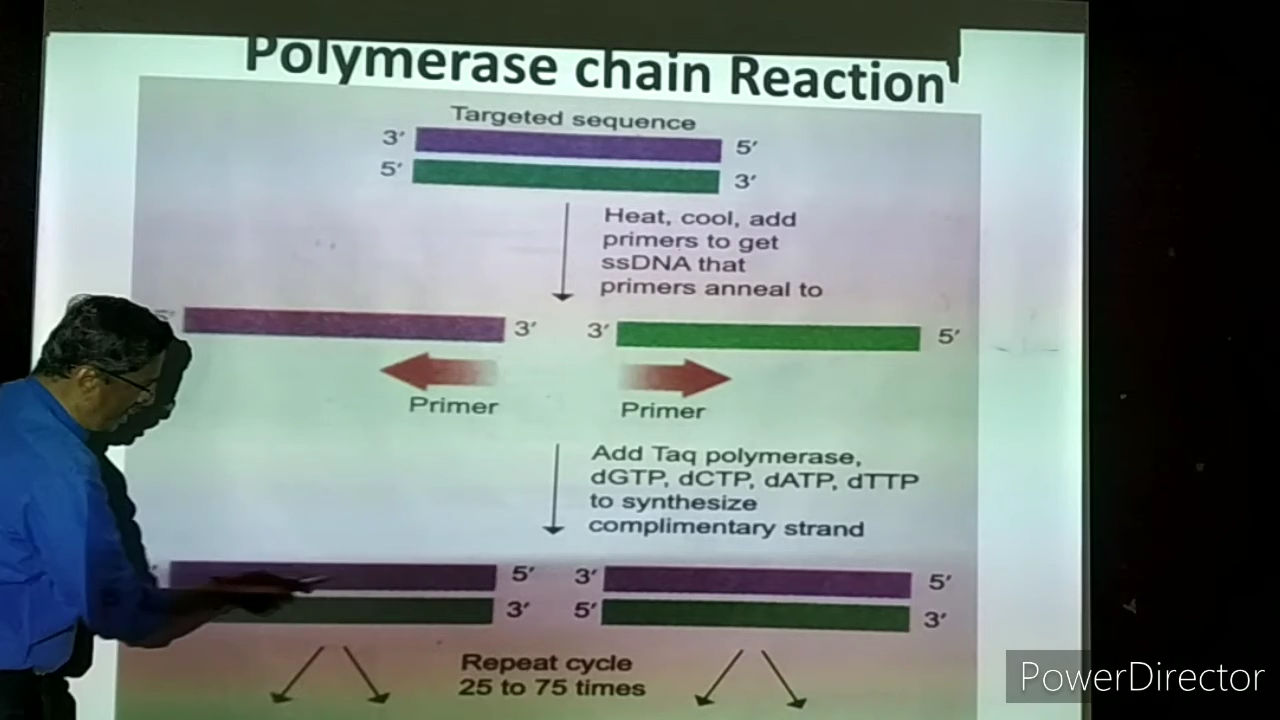 Polymerase chain Reaction
Targeted sequence
3′ 5′
5′ 3′
Heat, cool, add
primers to get
ssDNA that
primers anneal to
3′ 3′ 5′
Primer Primer
Add Taq polymerase,
dGTP, dCTP, dATP, dTTP
to synthesize
complimentary strand
5′ 3′ 5′
3′ 5′ 3′
Repeat cycle
25 to 75 times
PowerDirector